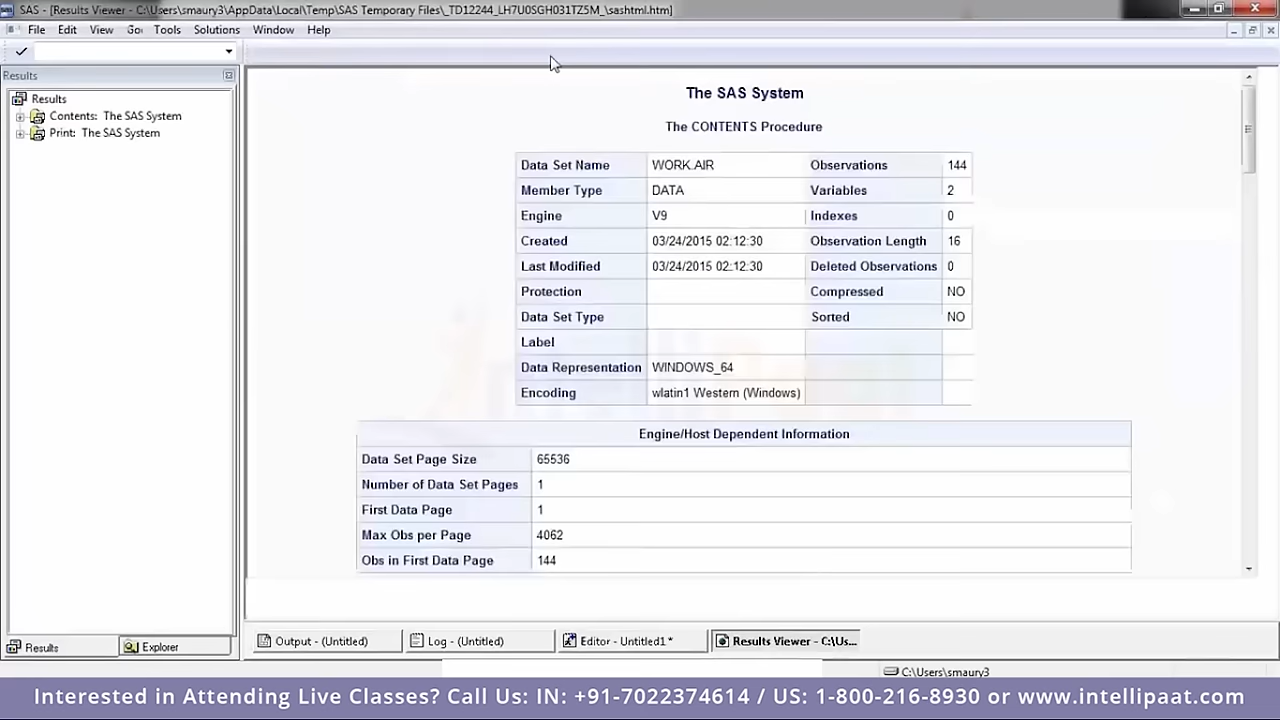 SAS - [Results Viewer - C:\Users\smaury3\AppData\Local\Temp\SAS Temporary Files\_TD12244_LH7U0SGH031TZ5M_\sashtml.htm]
File Edit View Go Tools Solutions Window Help
Results
Results
Contents: The SAS System
Print: The SAS System
The SAS System
The CONTENTS Procedure
Data Set Name WORK.AIR Observations 144
Member Type DATA Variables 2
Engine V9 Indexes 0
Created 03/24/2015 02:12:30 Observation Length 16
Last Modified 03/24/2015 02:12:30 Deleted Observations 0
Protection Compressed NO
Data Set Type Sorted NO
Label
Data Representation WINDOWS_64
Encoding wlatin1 Western (Windows)
Engine/Host Dependent Information
Data Set Page Size 65536
Number of Data Set Pages 1
First Data Page 1
Max Obs per Page 4062
Obs in First Data Page 144
Results Explorer
Output - (Untitled) Log - (Untitled) Editor - Untitled1 * Results Viewer - C:\Us...
C:\Users\smaury3
Interested in Attending Live Classes? Call Us: IN: +91-7022374614 / US: 1-800-216-8930 or www.intellipaat.com